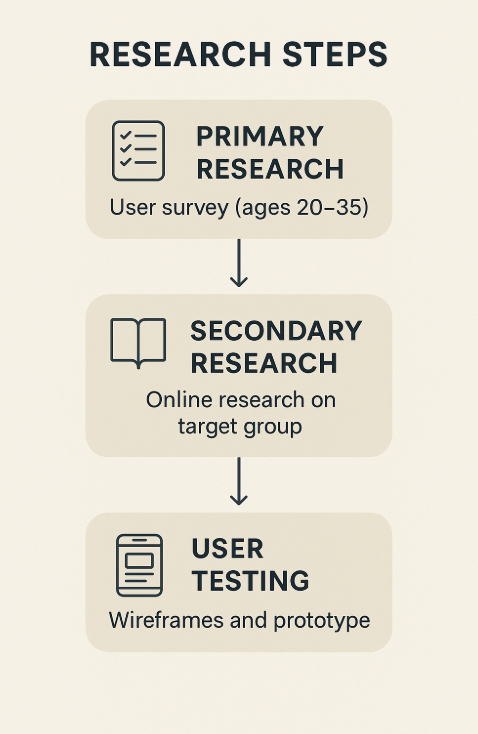 RESEARCH STEPS
PRIMARY
RESEARCH
User survey (ages 20–35)
SECONDARY
RESEARCH
Online research on
target group
USER
TESTING
Wireframes and prototype